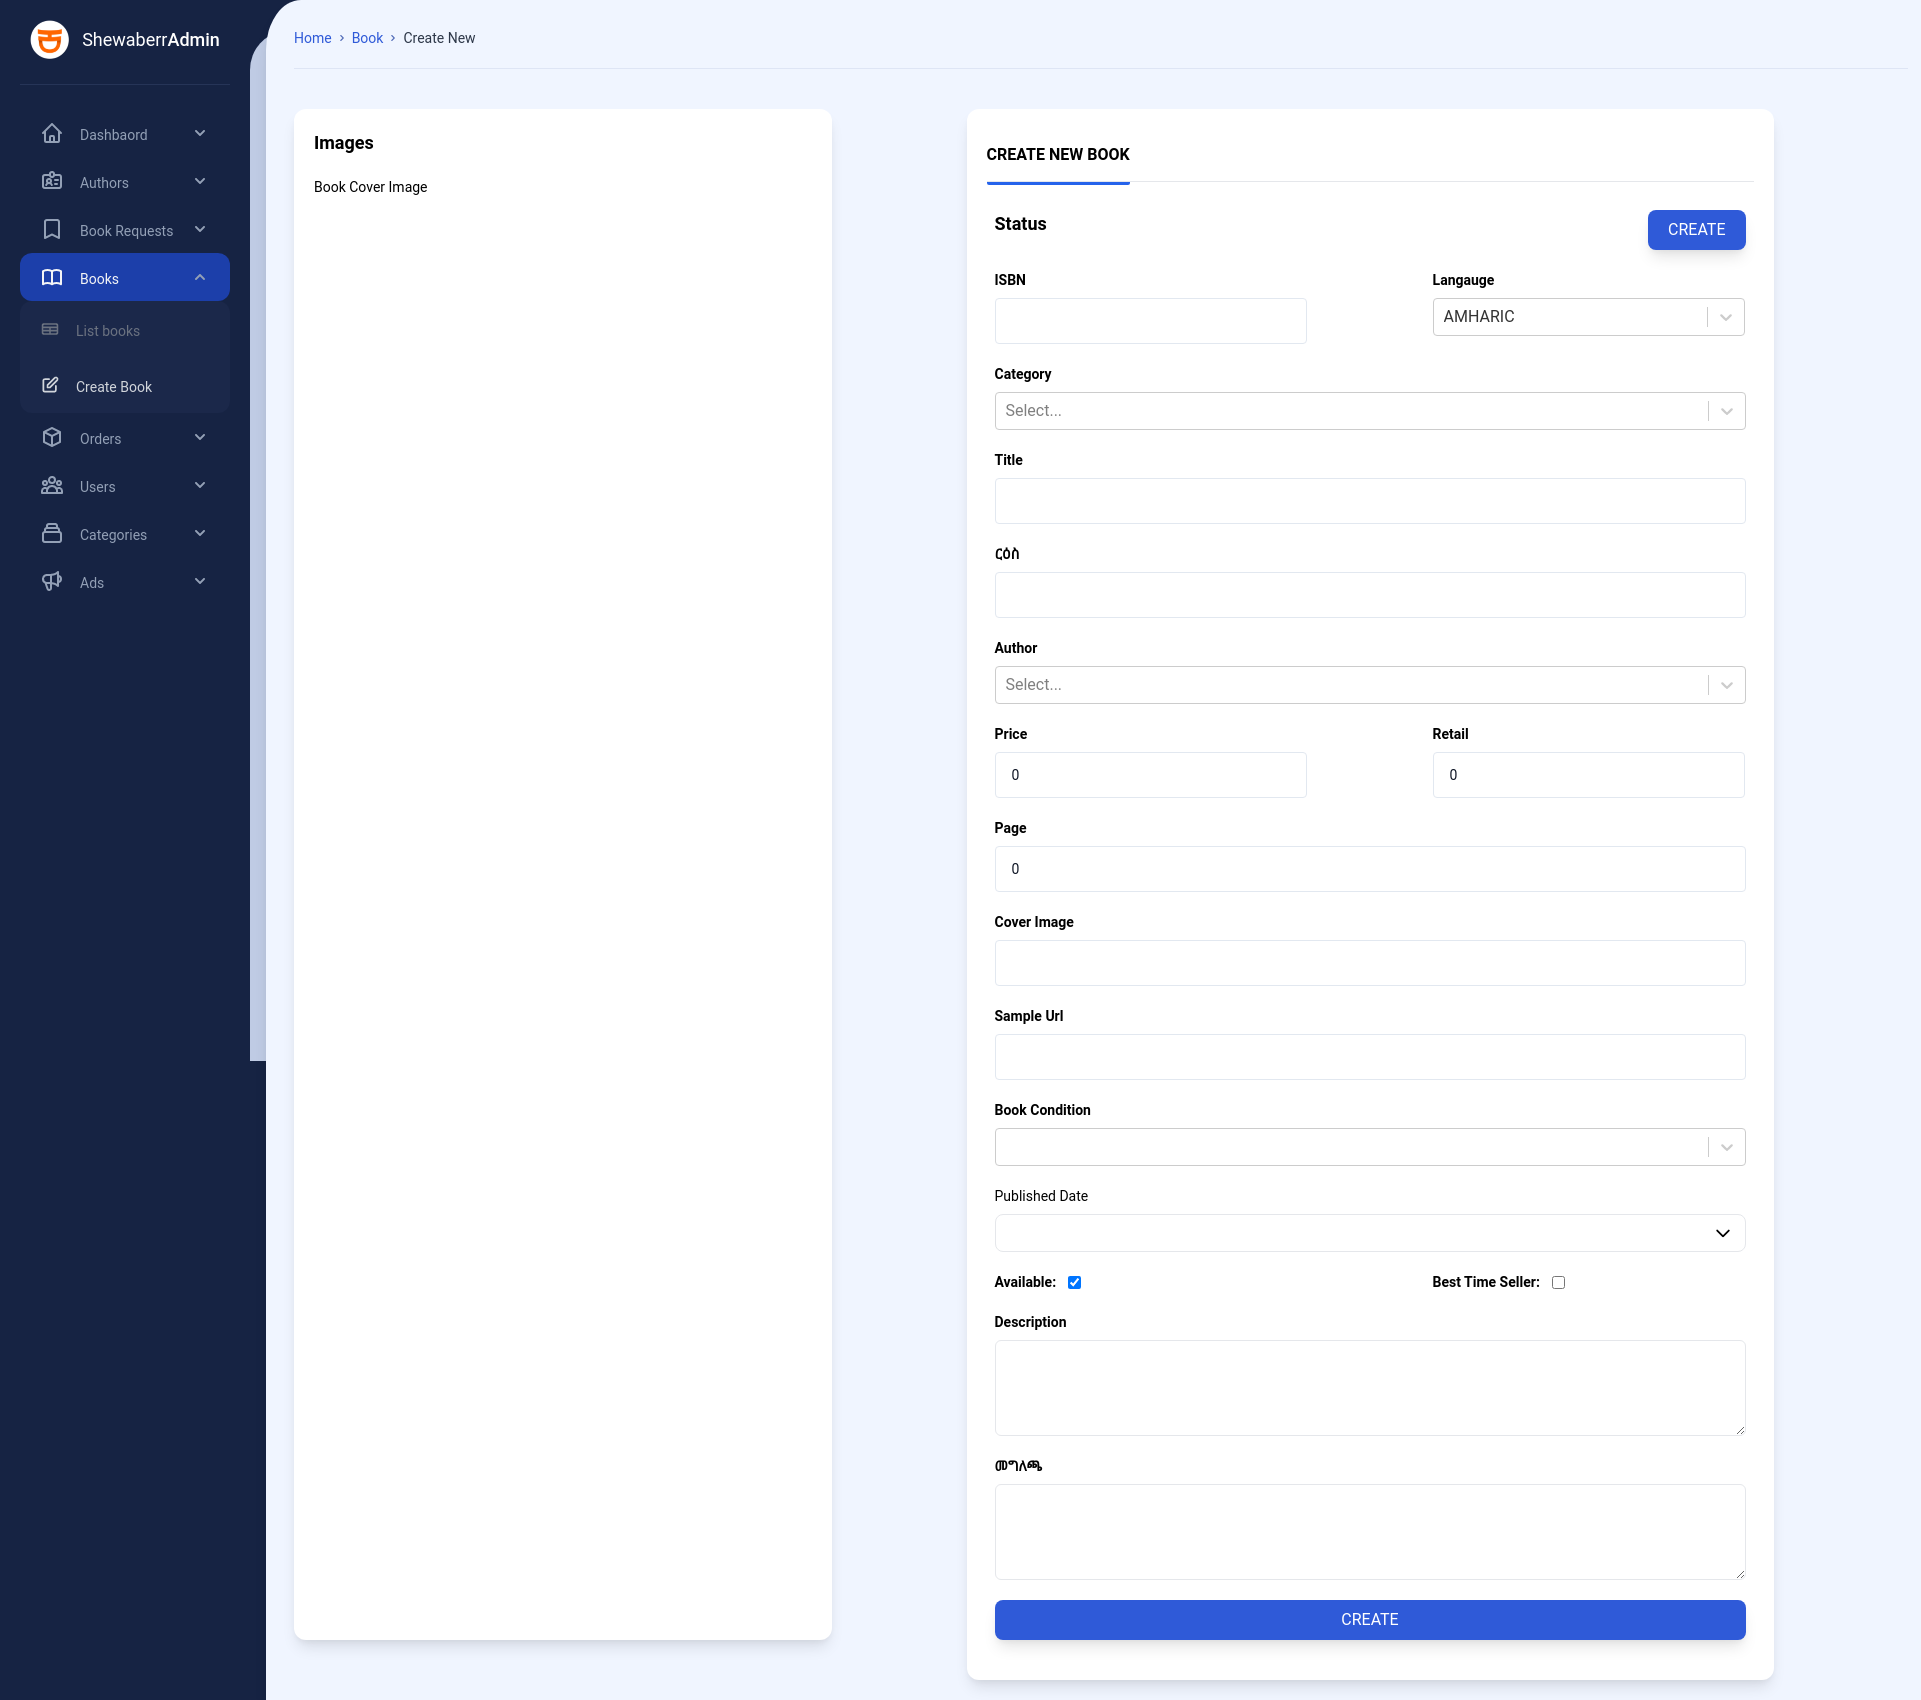 ShewaberrAdmin
Dashbaord
Authors
Book Requests
Books
List books
Create Book
Orders
Users
Categories
Ads
Home › Book › Create New
Images
Book Cover Image
CREATE NEW BOOK
Status
CREATE
ISBN
Langauge
AMHARIC
Category
Select...
Title
ርዕስ
Author
Select...
Price
Retail
0
0
Page
0
Cover Image
Sample Url
Book Condition
Published Date
Available:
Best Time Seller:
Description
መግለጫ
CREATE